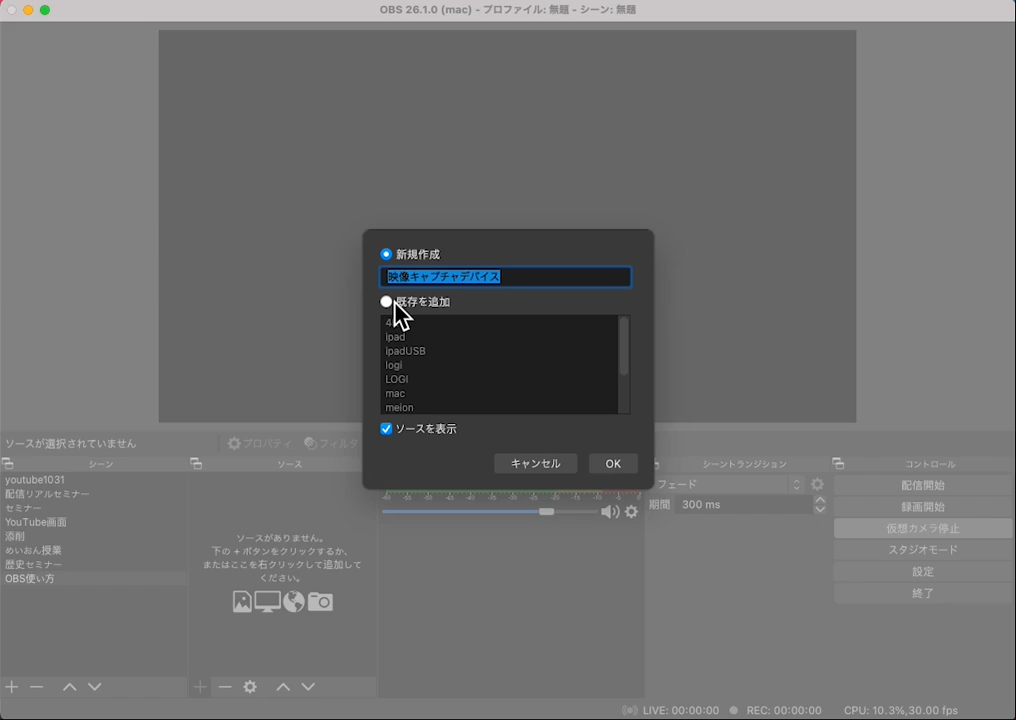 OBS 26.1.0 (mac) - プロファイル: 無題 - シーン: 無題
新規作成
映像キャプチャデバイス
既存を追加
ipad
ipadUSB
logi
LOGI
mac
meion
ソースを表示
キャンセル
OK
ソースが選択されていません
プロパティ
フィルタ
シーン
youtube1031
配信リアルセミナー
セミナー
YouTube画面
添削
めいおん授業
歴史セミナー
OBS使い方
ソース
ソースがありません。
下の + ボタンをクリックするか、
またはここを右クリックして追加して
ください。
シーントランジション
フェード
期間
300 ms
コントロール
配信開始
録画開始
仮想カメラ停止
スタジオモード
設定
終了
LIVE: 00:00:00
REC: 00:00:00
CPU: 10.3%,30.00 fps